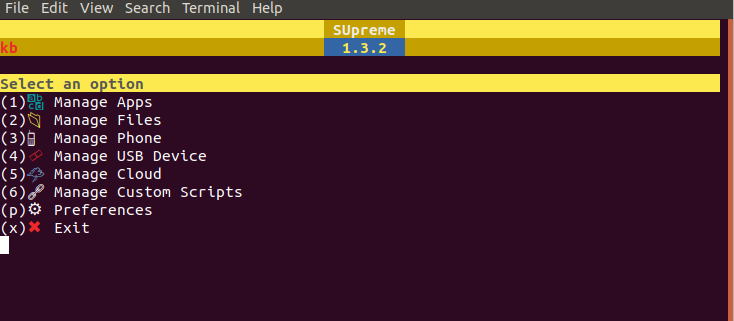 File Edit View Search Terminal Help
SUpreme
kb 1.3.2
Select an option
(1) Manage Apps
(2) Manage Files
(3) Manage Phone
(4) Manage USB Device
(5) Manage Cloud
(6) Manage Custom Scripts
(p) Preferences
(x) Exit